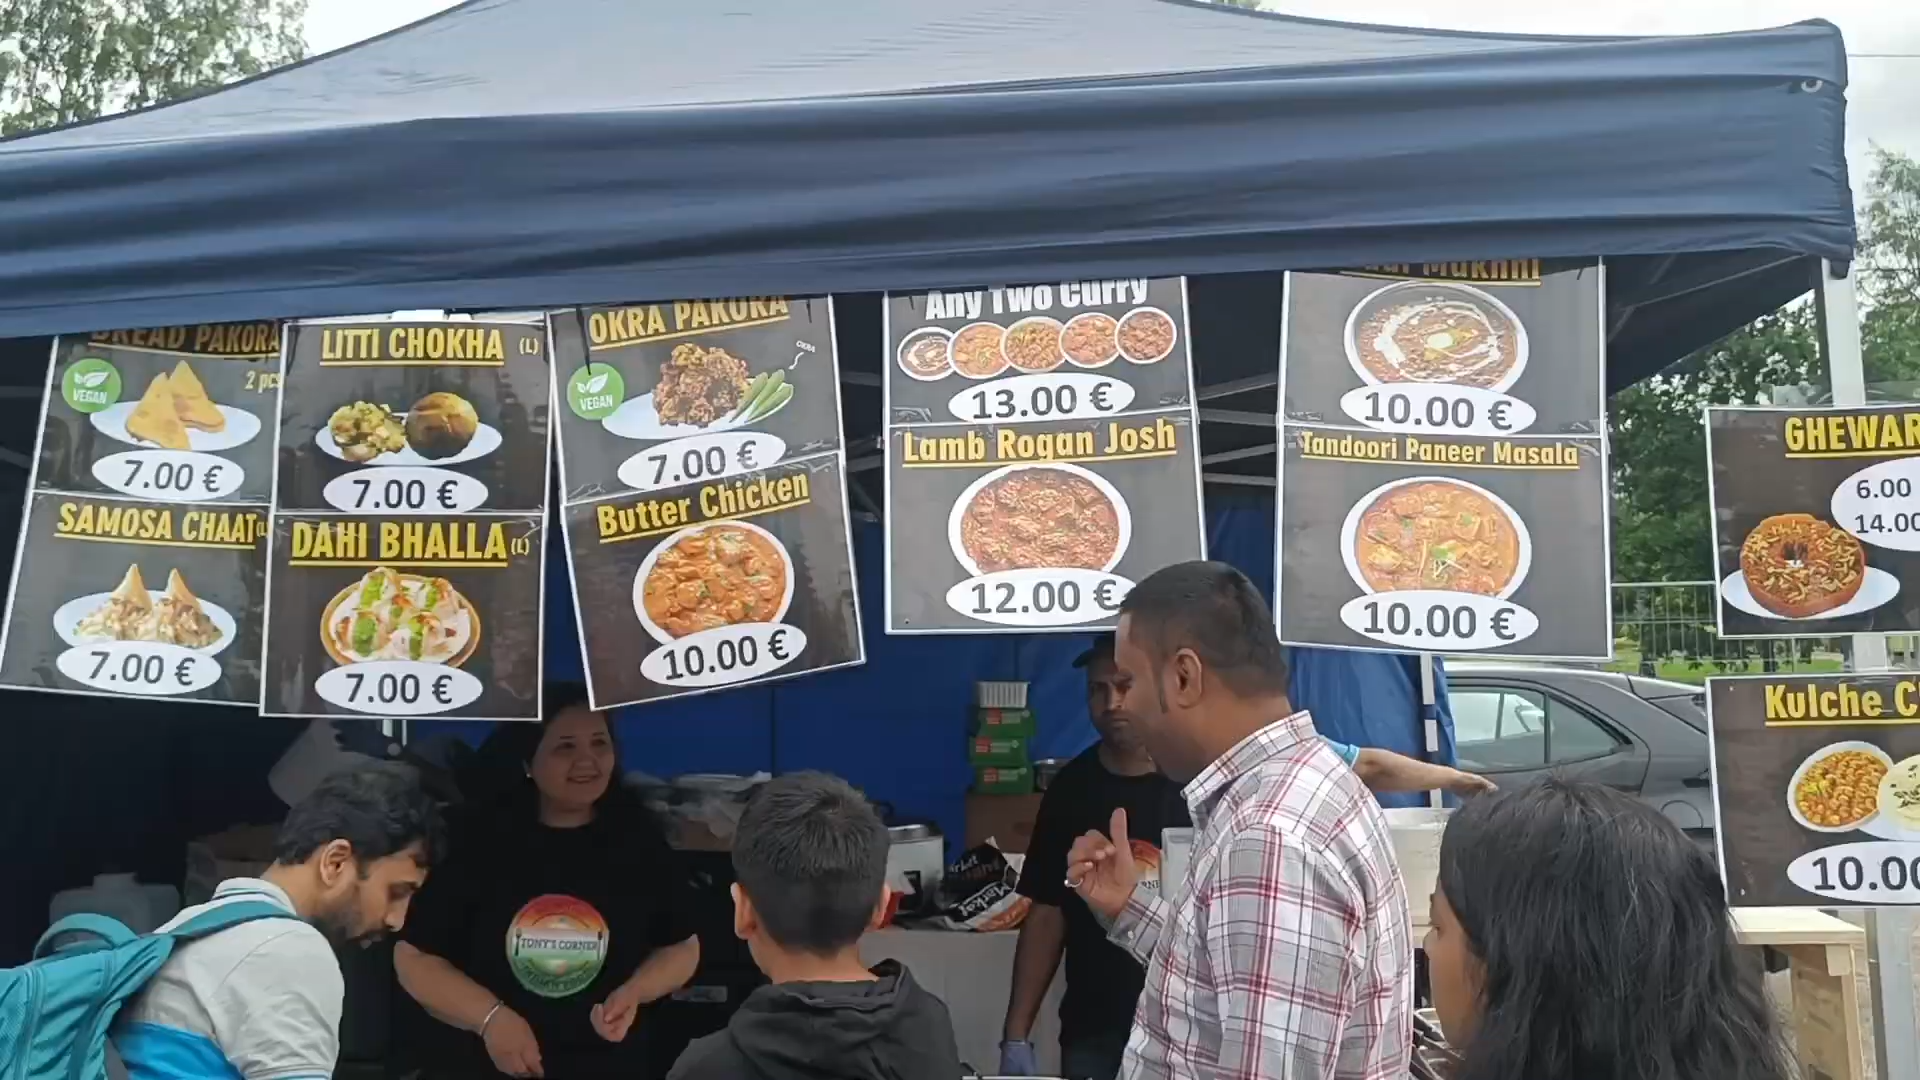 BREAD PAKORA
VEGAN
2 pcs
7.00 €
SAMOSA CHAAT
7.00 €
LITTI CHOKHA (L)
7.00 €
DAHI BHALLA (L)
7.00 €
OKRA PAKORA
OKRA
VEGAN
7.00 €
Butter Chicken
10.00 €
Any Two Curry
13.00 €
Lamb Rogan Josh
12.00 €
Makhni
10.00 €
Tandoori Paneer Masala
10.00 €
GHEWAR
6.00
14.00
Kulche C
10.00
TONY'S CORNER
Market